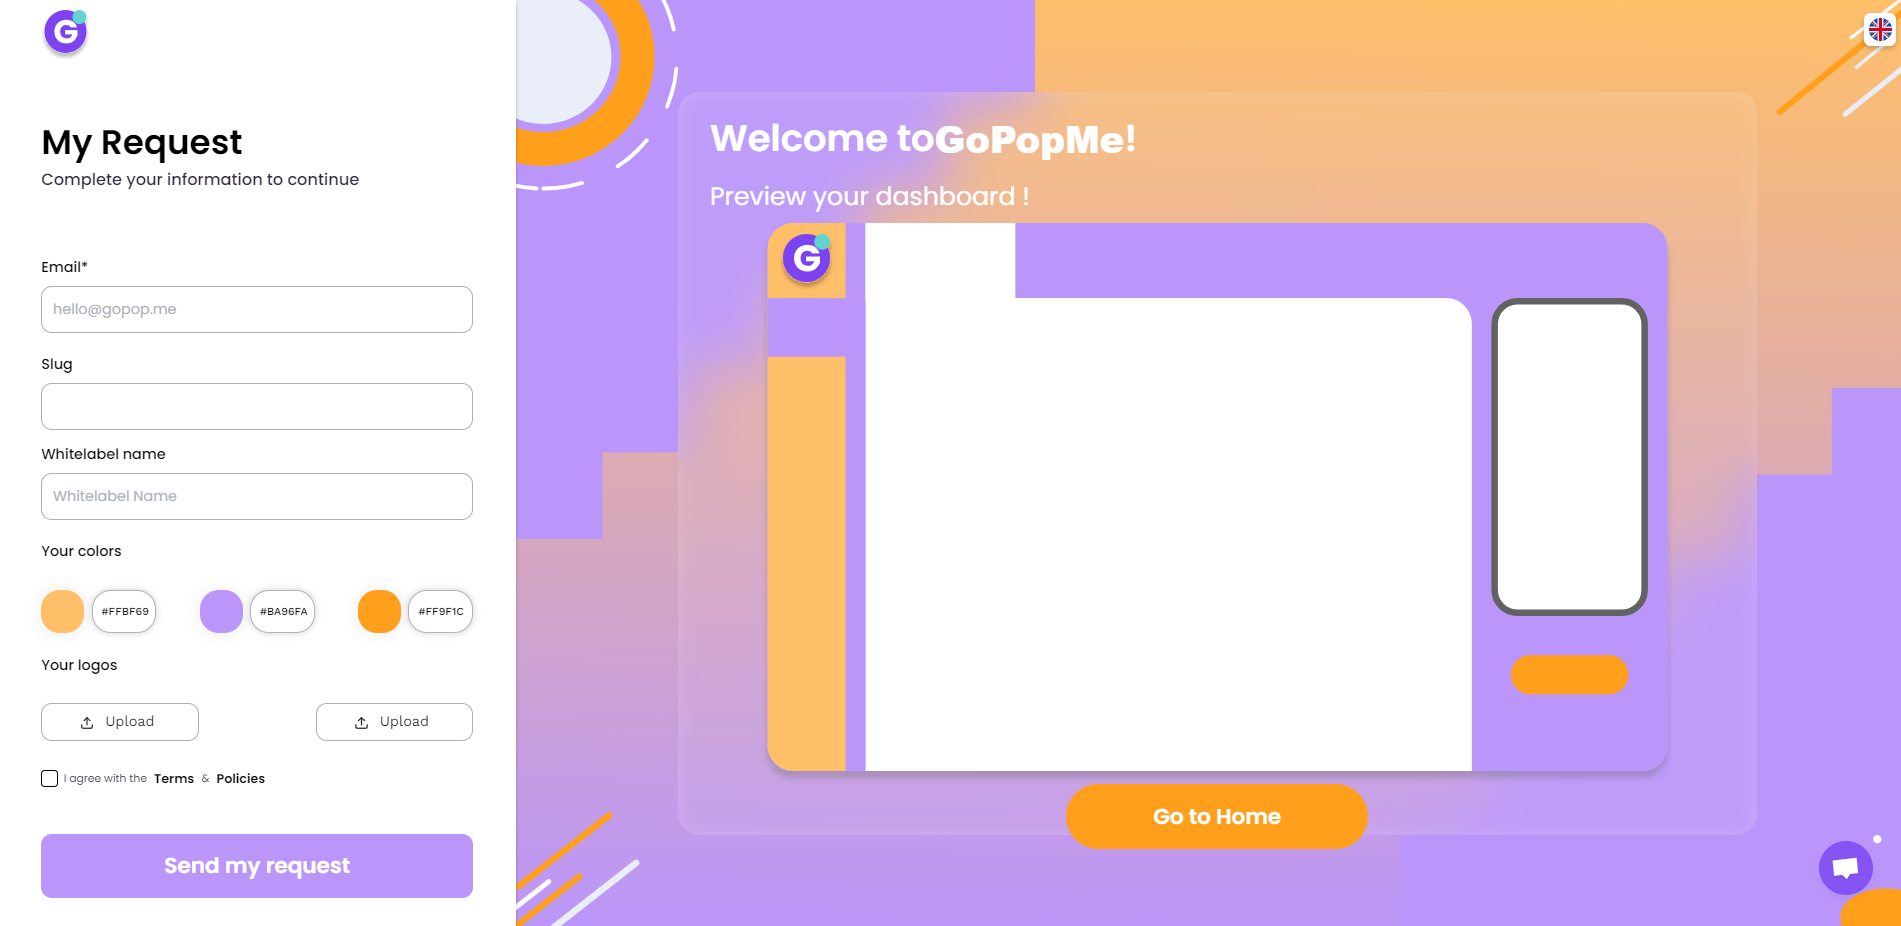 G
My Request
Complete your information to continue
Email*
hello@gopop.me
Slug
Whitelabel name
Whitelabel Name
Your colors
#FFBF69 #BA96FA #FF9F1C
Your logos
Upload Upload
I agree with the Terms & Policies
Send my request
Welcome toGoPopMe!
Preview your dashboard !
G
Go to Home